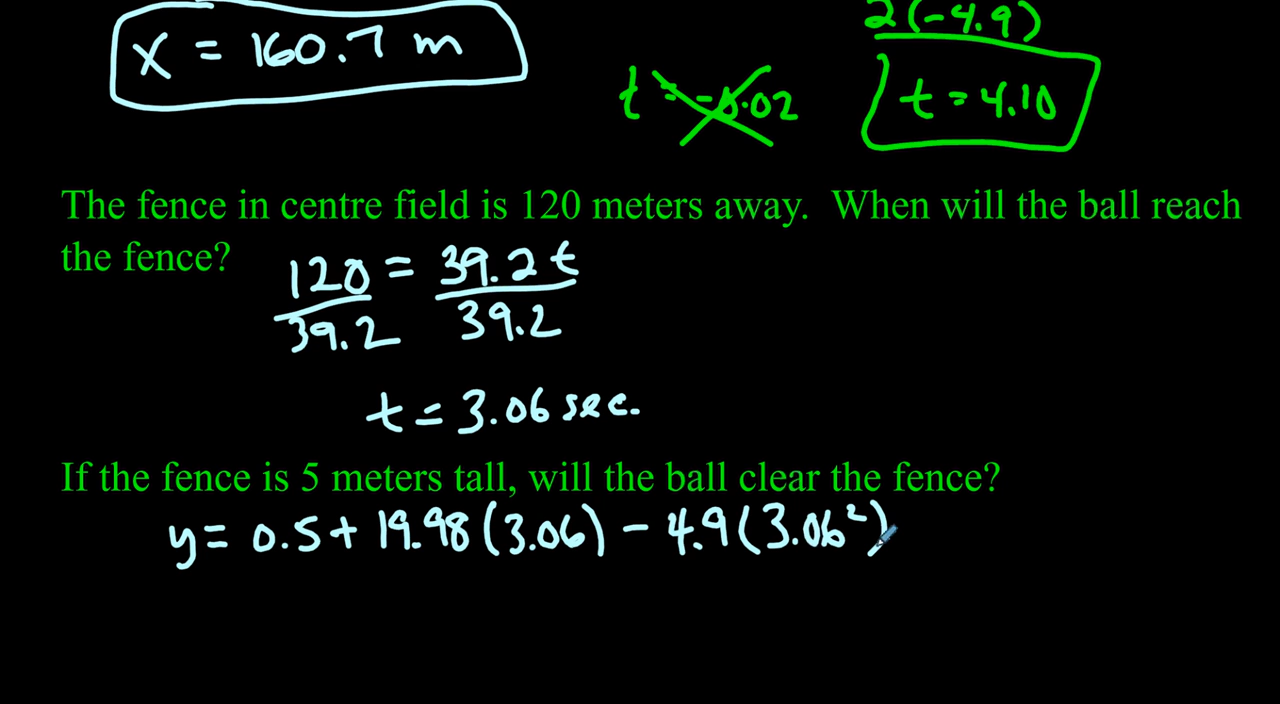 2(-4.9)
x = 160.7 m
t = -0.02
t = 4.10
The fence in centre field is 120 meters away. When will the ball reach
the fence?
120 = 39.2t
39.2 39.2
t = 3.06 sec.
If the fence is 5 meters tall, will the ball clear the fence?
y = 0.5 + 19.98 (3.06) - 4.9 (3.06²)